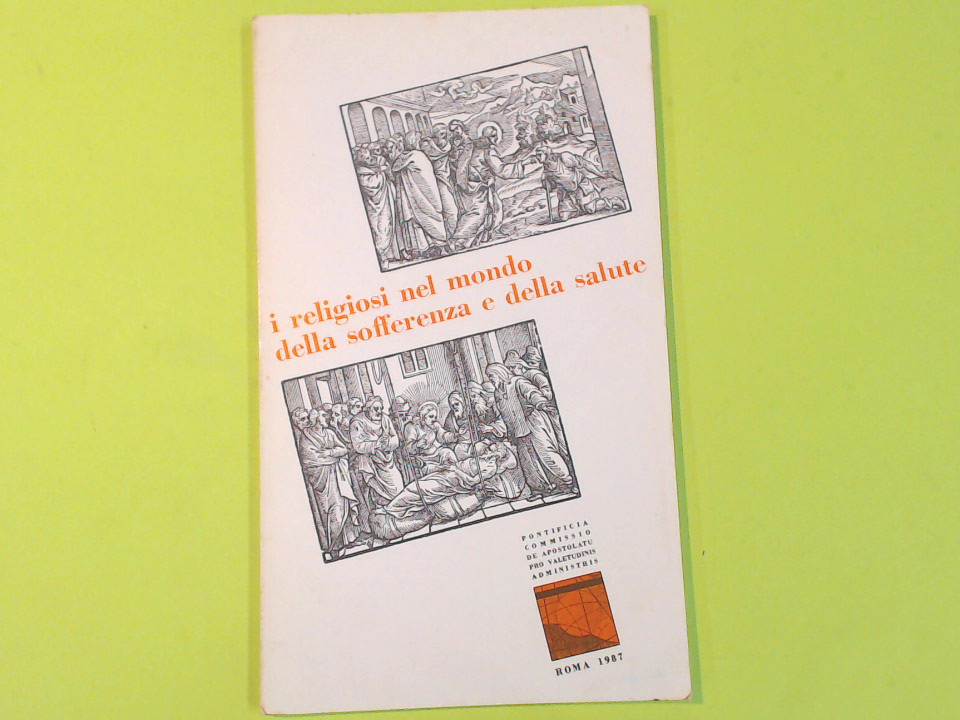 i religiosi nel mondo
della sofferenza e della salute
PONTIFICIA
COMMISSIO
DE APOSTOLATU
PRO VALETUDINIS
ADMINISTRIS
ROMA 1987